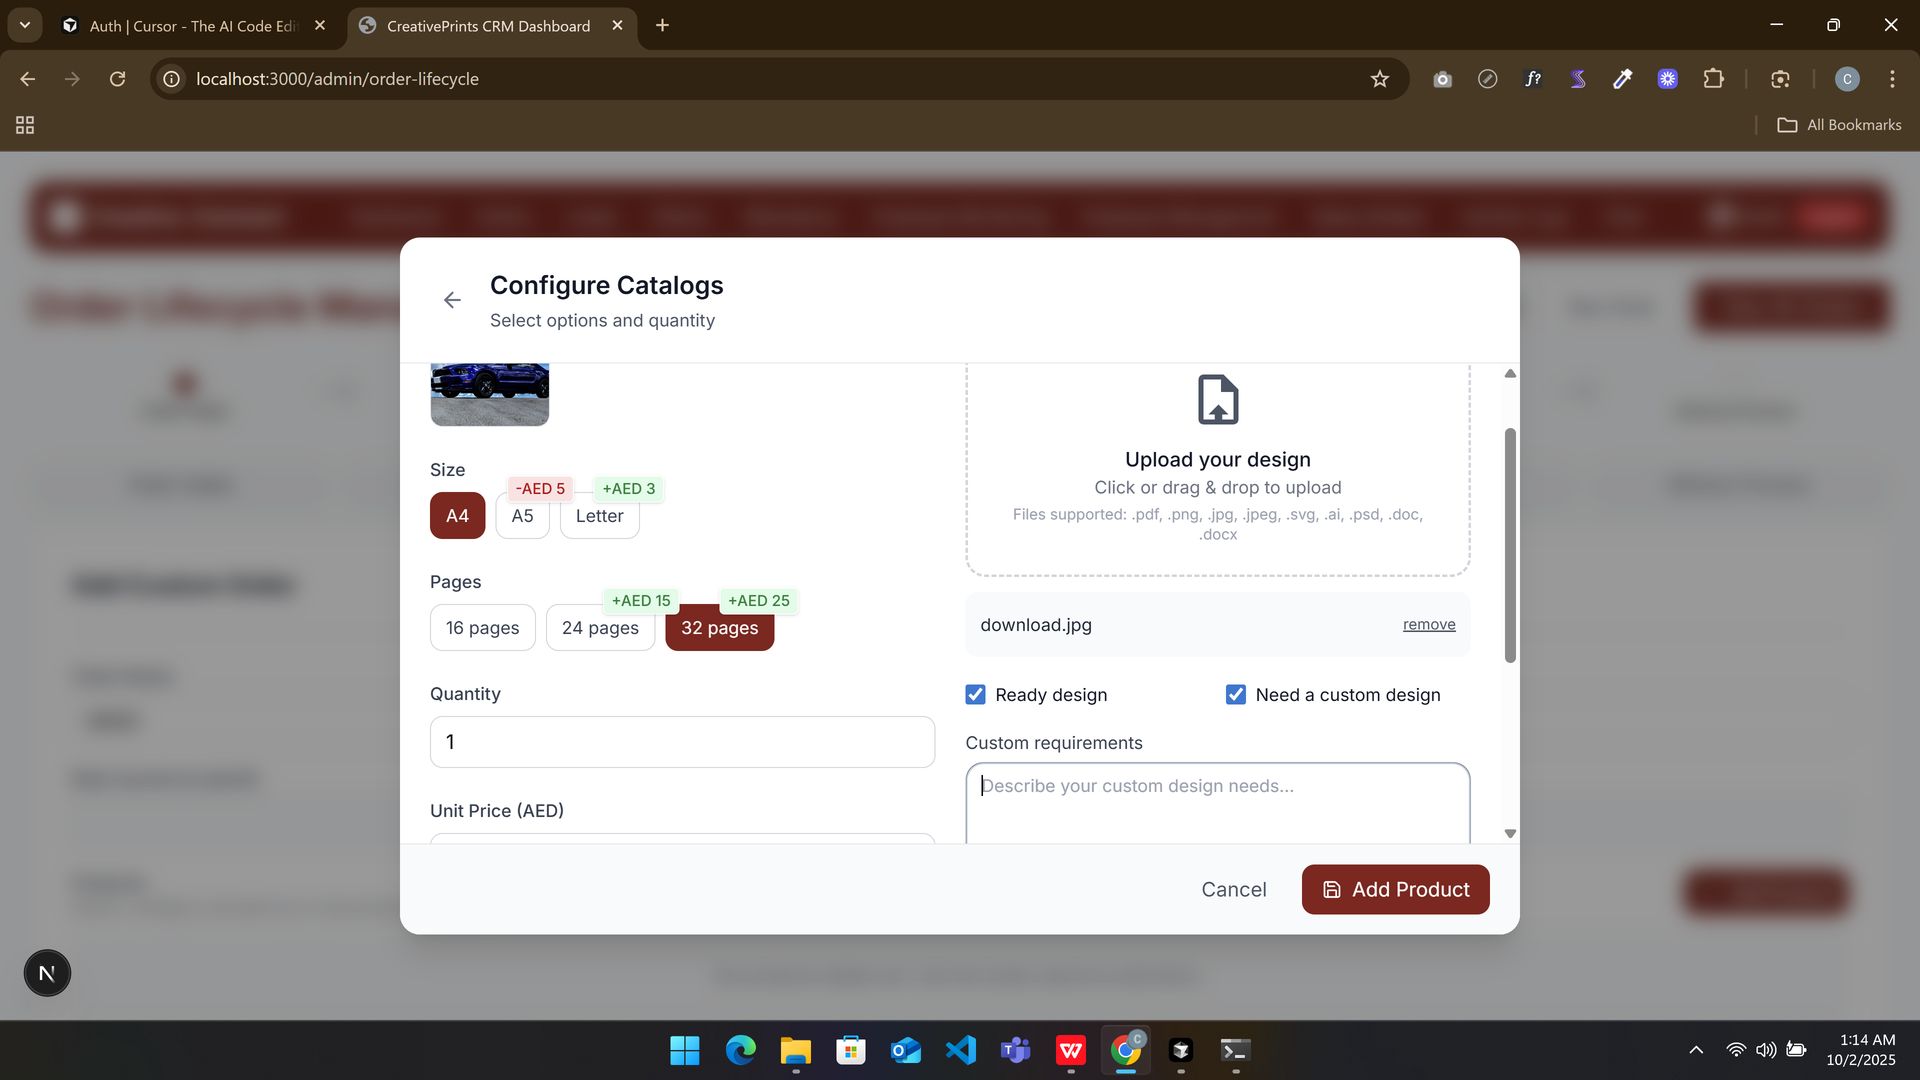 Auth | Cursor - The AI Code Edi
CreativePrints CRM Dashboard
localhost:3000/admin/order-lifecycle
f?
C
All Bookmarks
Configure Catalogs
Select options and quantity
Size
-AED 5
+AED 3
A4
A5
Letter
Pages
+AED 15
+AED 25
16 pages
24 pages
32 pages
Quantity
1
Unit Price (AED)
Upload your design
Click or drag & drop to upload
Files supported: .pdf, .png, .jpg, .jpeg, .svg, .ai, .psd, .doc,
.docx
download.jpg
remove
Ready design
Need a custom design
Custom requirements
Describe your custom design needs...
Cancel
Add Product
N
C
1:14 AM
10/2/2025